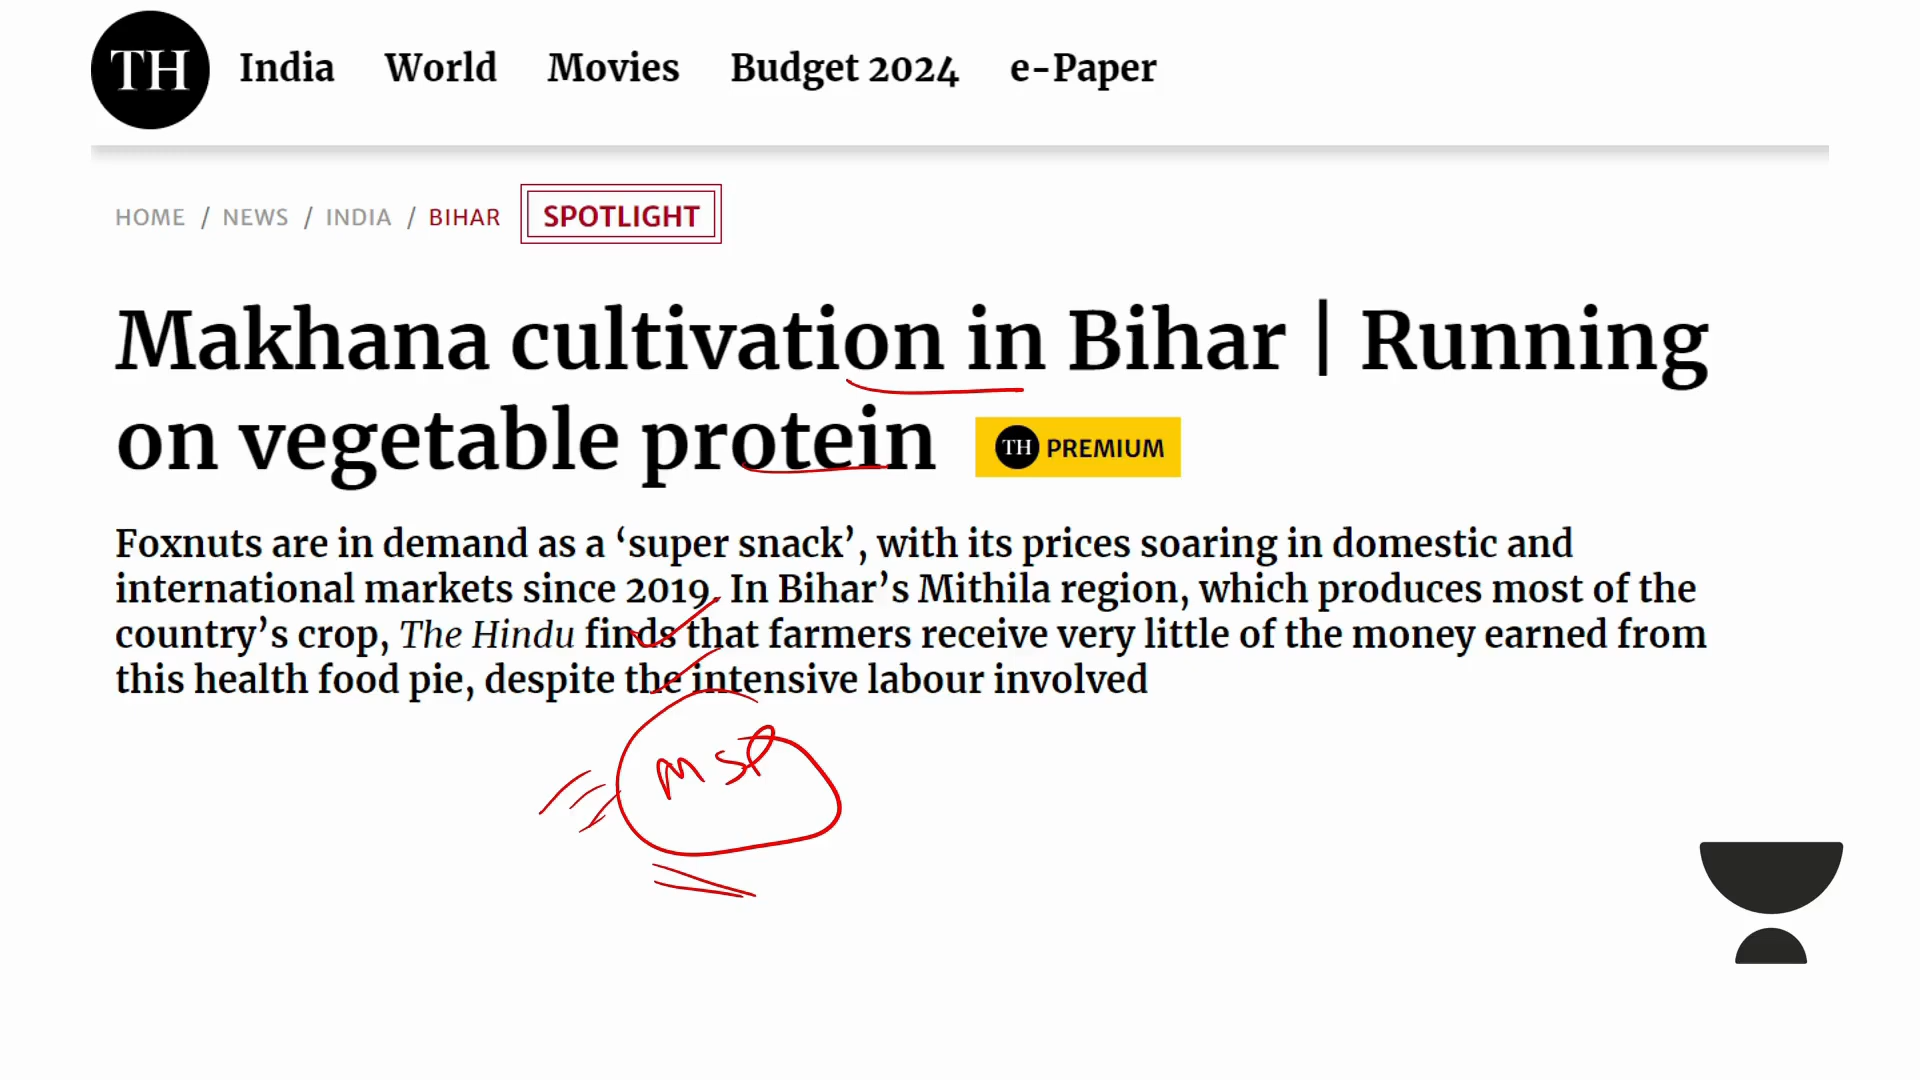 TH India World Movies Budget 2024 e-Paper
HOME / NEWS / INDIA / BIHAR SPOTLIGHT
Makhana cultivation in Bihar | Running
on vegetable protein TH PREMIUM
Foxnuts are in demand as a ‘super snack’, with its prices soaring in domestic and
international markets since 2019. In Bihar’s Mithila region, which produces most of the
country’s crop, The Hindu finds that farmers receive very little of the money earned from
this health food pie, despite the intensive labour involved
MSP